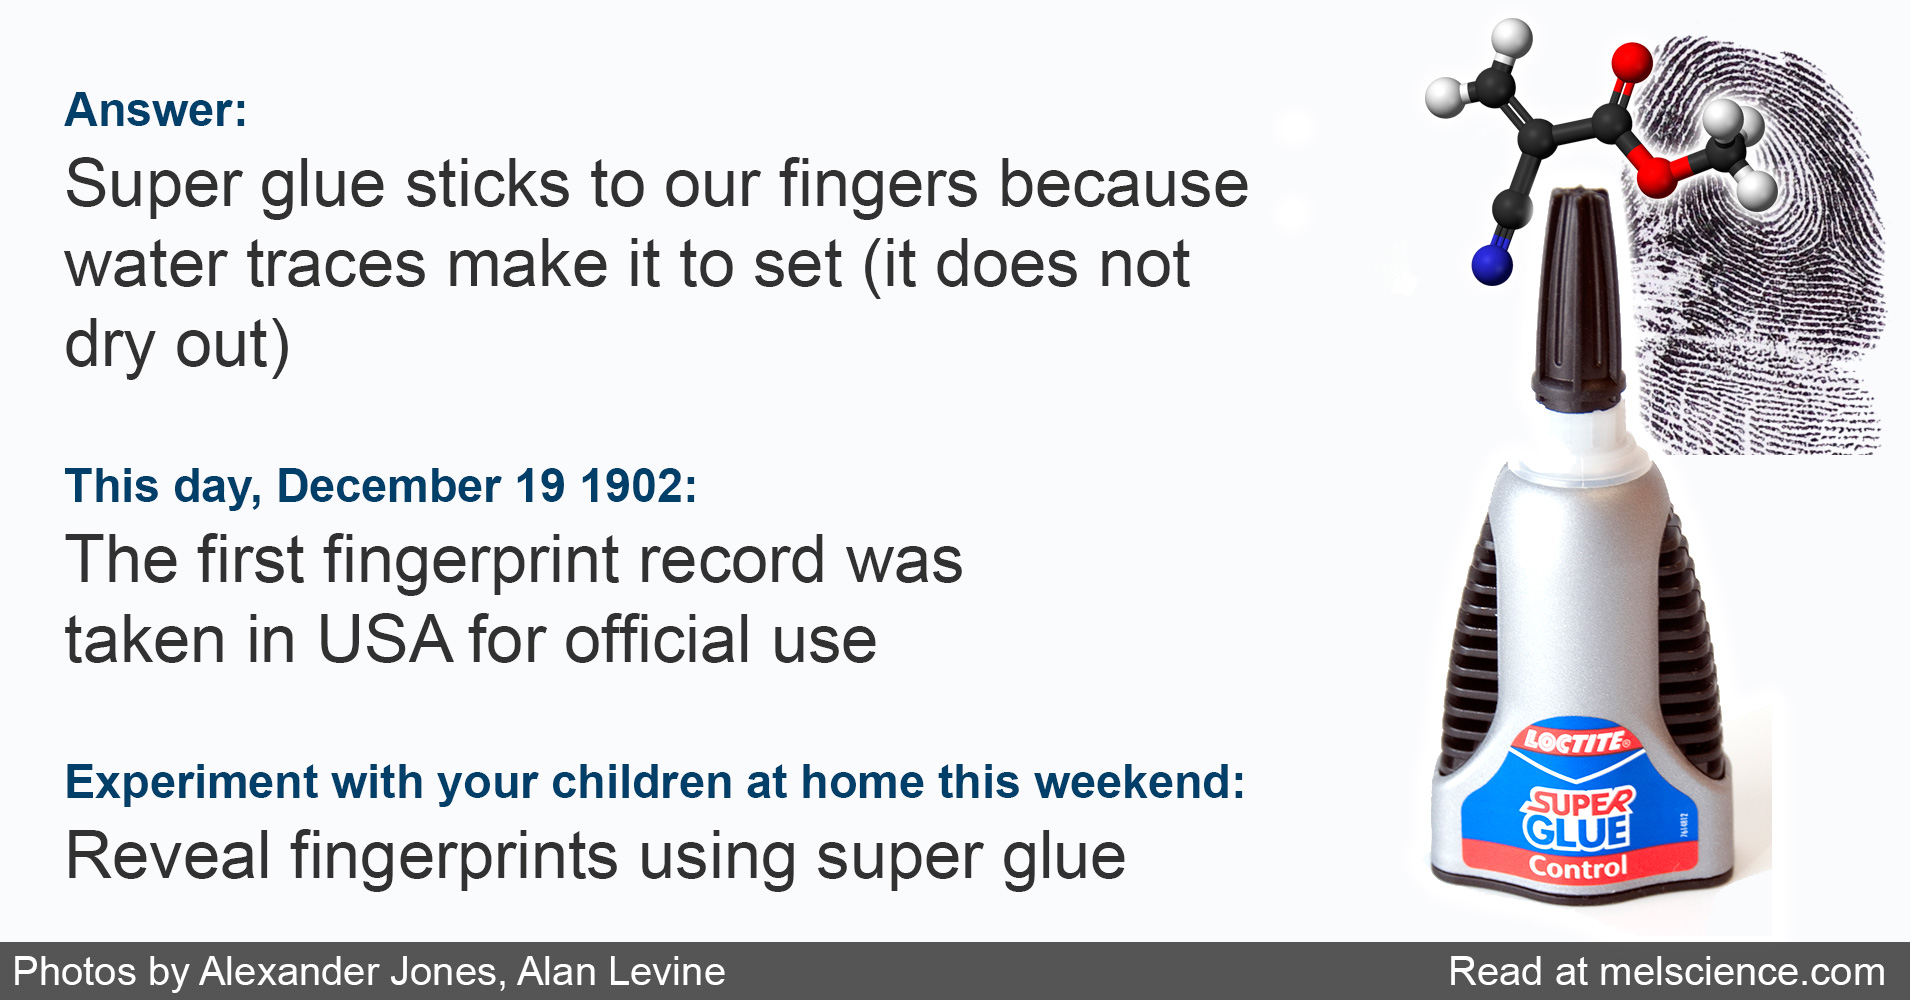 Answer:
Super glue sticks to our fingers because
water traces make it to set (it does not
dry out)
This day, December 19 1902:
The first fingerprint record was
taken in USA for official use
Experiment with your children at home this weekend:
Reveal fingerprints using super glue
LOCTITE®
SUPER
GLUE
Control
Photos by Alexander Jones, Alan Levine
Read at melscience.com